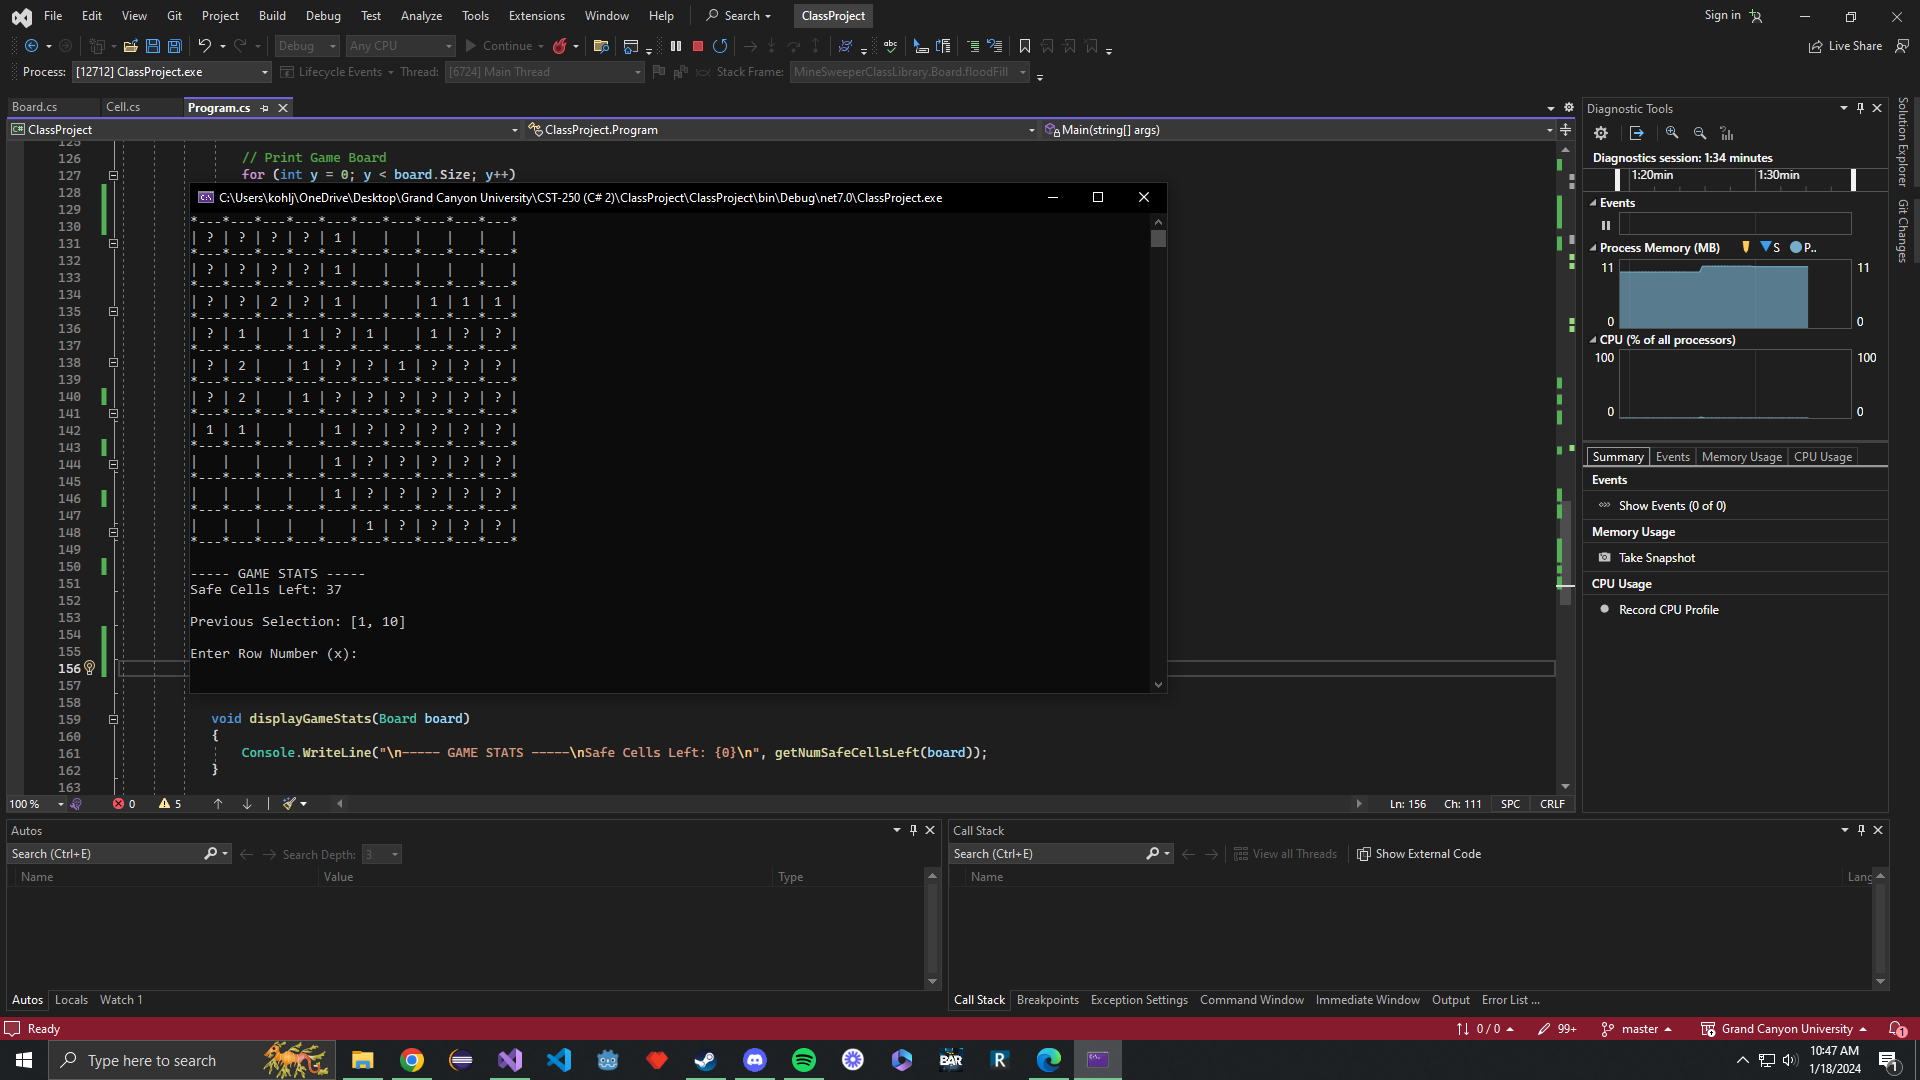 File Edit View Git Project Build Debug Test Analyze Tools Extensions Window Help Search ClassProject Sign in
Debug Any CPU Continue Live Share
Process: [12712] ClassProject.exe Lifecycle Events Thread: [6724] Main Thread Stack Frame: MineSweeperClassLibrary.Board.floodFill
Board.cs Cell.cs Program.cs
ClassProject ClassProject.Program Main(string[] args)
125
126 // Print Game Board
127 for (int y = 0; y < board.Size; y++)
128
129
130
131
132
133
134
135
136
137
138
139
140
141
142
143
144
145
146
147
148
149
150
151
152
153
154
155
156
157
158
159 void displayGameStats(Board board)
160 {
161 Console.WriteLine("\n----- GAME STATS -----\nSafe Cells Left: {0}\n", getNumSafeCellsLeft(board));
162 }
163
C:\Users\kohlj\OneDrive\Desktop\Grand Canyon University\CST-250 (C# 2)\ClassProject\ClassProject\bin\Debug\net7.0\ClassProject.exe
*---*---*---*---*---*---*---*---*---*---*
| ? | ? | ? | ? | 1 |   |   |   |   |   |
*---*---*---*---*---*---*---*---*---*---*
| ? | ? | ? | ? | 1 |   |   |   |   |   |
*---*---*---*---*---*---*---*---*---*---*
| ? | ? | 2 | ? | 1 |   |   | 1 | 1 | 1 |
*---*---*---*---*---*---*---*---*---*---*
| ? | 1 |   | 1 | ? | 1 |   | 1 | ? | ? |
*---*---*---*---*---*---*---*---*---*---*
| ? | 2 |   | 1 | ? | ? | 1 | ? | ? | ? |
*---*---*---*---*---*---*---*---*---*---*
| ? | 2 |   | 1 | ? | ? | ? | ? | ? | ? |
*---*---*---*---*---*---*---*---*---*---*
| 1 | 1 |   |   | 1 | ? | ? | ? | ? | ? |
*---*---*---*---*---*---*---*---*---*---*
|   |   |   |   | 1 | ? | ? | ? | ? | ? |
*---*---*---*---*---*---*---*---*---*---*
|   |   |   |   | 1 | ? | ? | ? | ? | ? |
*---*---*---*---*---*---*---*---*---*---*
|   |   |   |   |   | 1 | ? | ? | ? | ? |
*---*---*---*---*---*---*---*---*---*---*
----- GAME STATS -----
Safe Cells Left: 37
Previous Selection: [1, 10]
Enter Row Number (x):
100 % 0 5 Ln: 156 Ch: 111 SPC CRLF
Diagnostic Tools
Diagnostics session: 1:34 minutes
1:20min 1:30min
Events
Process Memory (MB) S P..
11 11
0 0
CPU (% of all processors)
100 100
0 0
Summary Events Memory Usage CPU Usage
Events
Show Events (0 of 0)
Memory Usage
Take Snapshot
CPU Usage
Record CPU Profile
Solution Explorer
Git Changes
Autos
Search (Ctrl+E) Search Depth: 3
Name Value Type
Autos Locals Watch 1
Call Stack
Search (Ctrl+E) View all Threads Show External Code
Name Lang
Call Stack Breakpoints Exception Settings Command Window Immediate Window Output Error List ...
Ready 0 / 0 99+ master Grand Canyon University 1
Type here to search BAR R 10:47 AM
1/18/2024 1